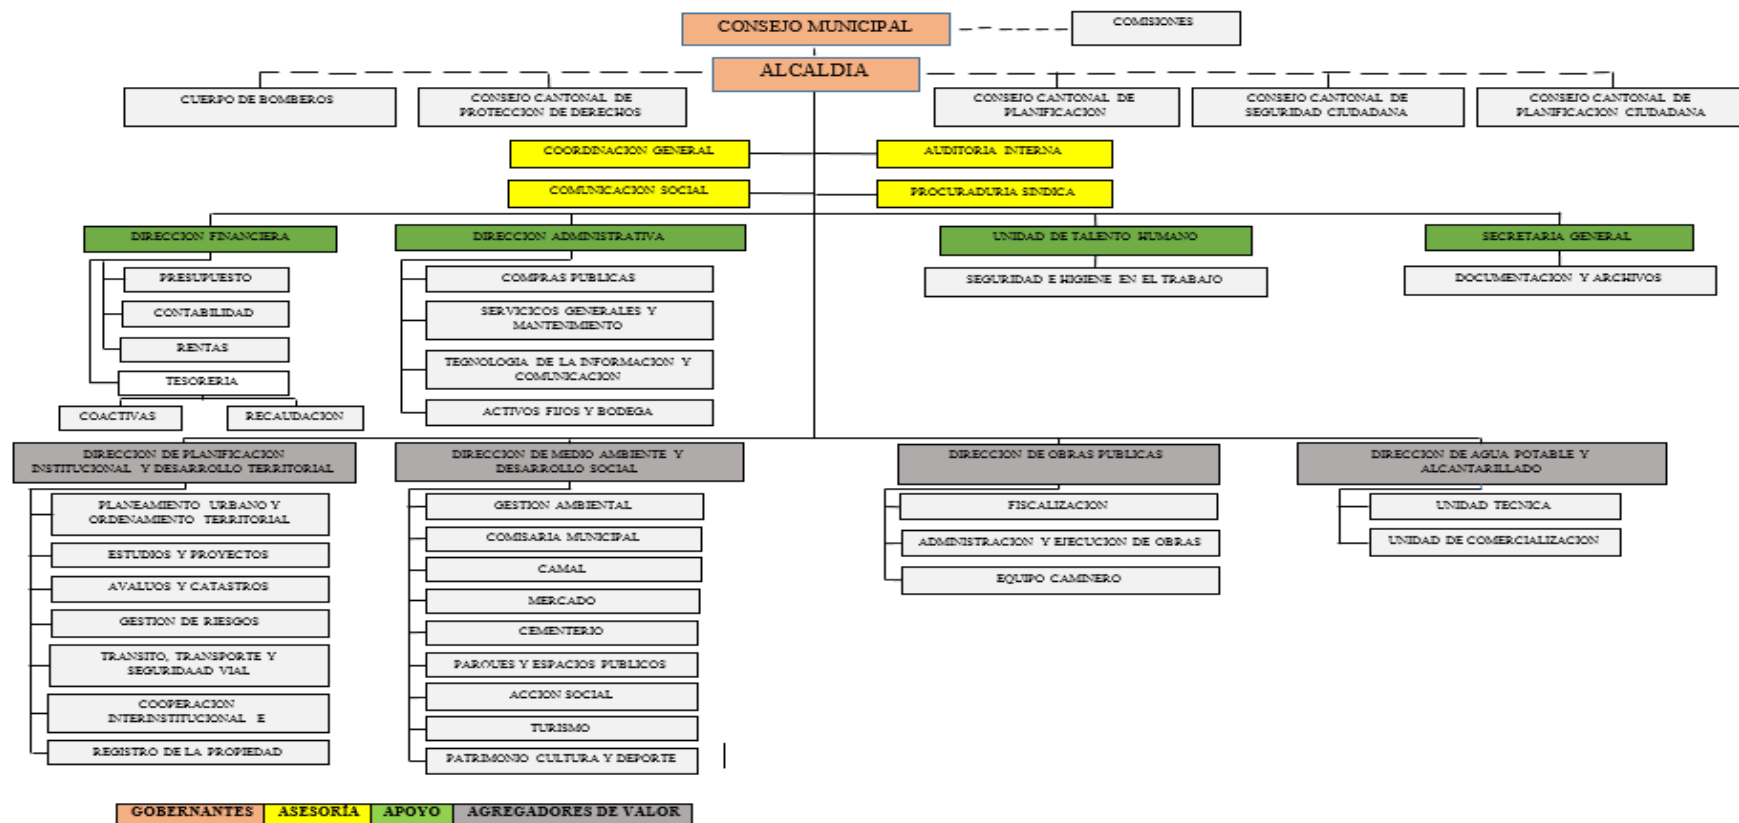 CONSEJO MUNICIPAL
COMISIONES
ALCALDIA
CUERPO DE BOMBEROS
CONSEJO CANTONAL DE
PROTECCION DE DERECHOS
CONSEJO CANTONAL DE
PLANIFICACION
CONSEJO CANTONAL DE
SEGURIDAD CIUDADANA
CONSEJO CANTONAL DE
PLANIFICACION CIUDADANA
COORDINACION GENERAL
AUDITORIA INTERNA
COMUNICACION SOCIAL
PROCURADURIA SINDICA
DIRECCION FINANCIERA
DIRECCION ADMINISTRATIVA
UNIDAD DE TALENTO HUMANO
SECRETARIA GENERAL
PRESUPUESTO
CONTABILIDAD
RENTAS
TESORERIA
COACTIVAS
RECAUDACION
COMPRAS PUBLICAS
SERVICICOS GENERALES Y
MANTENIMIENTO
TEGNOLOGIA DE LA INFORMACION Y
COMUNICACION
ACTIVOS FIJOS Y BODEGA
SEGURIDAD E HIGIENE EN EL TRABAJO
DOCUMENTACION Y ARCHIVOS
DIRECCION DE PLANIFICACION
INSTITUCIONAL Y DESARROLLO TERRITORIAL
DIRECCION DE MEDIO AMBIENTE Y
DESARROLLO SOCIAL
DIRECCION DE OBRAS PUBLICAS
DIRECCION DE AGUA POTABLE Y
ALCANTARILLADO
PLANEAMIENTO URBANO Y
ORDENAMIENTO TERRITORIAL
ESTUDIOS Y PROYECTOS
AVALUOS Y CATASTROS
GESTION DE RIESGOS
TRANSITO, TRANSPORTE Y
SEGURIDAAD VIAL
COOPERACION
INTERINSTITUCIONAL E
REGISTRO DE LA PROPIEDAD
GESTION AMBIENTAL
COMISARIA MUNICIPAL
CAMAL
MERCADO
CEMENTERIO
PARQUES Y ESPACIOS PUBLICOS
ACCION SOCIAL
TURISMO
PATRIMONIO CULTURA Y DEPORTE
FISCALIZACION
ADMINISTRACION Y EJECUCION DE OBRAS
EQUIPO CAMINERO
UNIDAD TECNICA
UNIDAD DE COMERCIALIZACION
GOBERNANTES ASESORÍA APOYO AGREGADORES DE VALOR